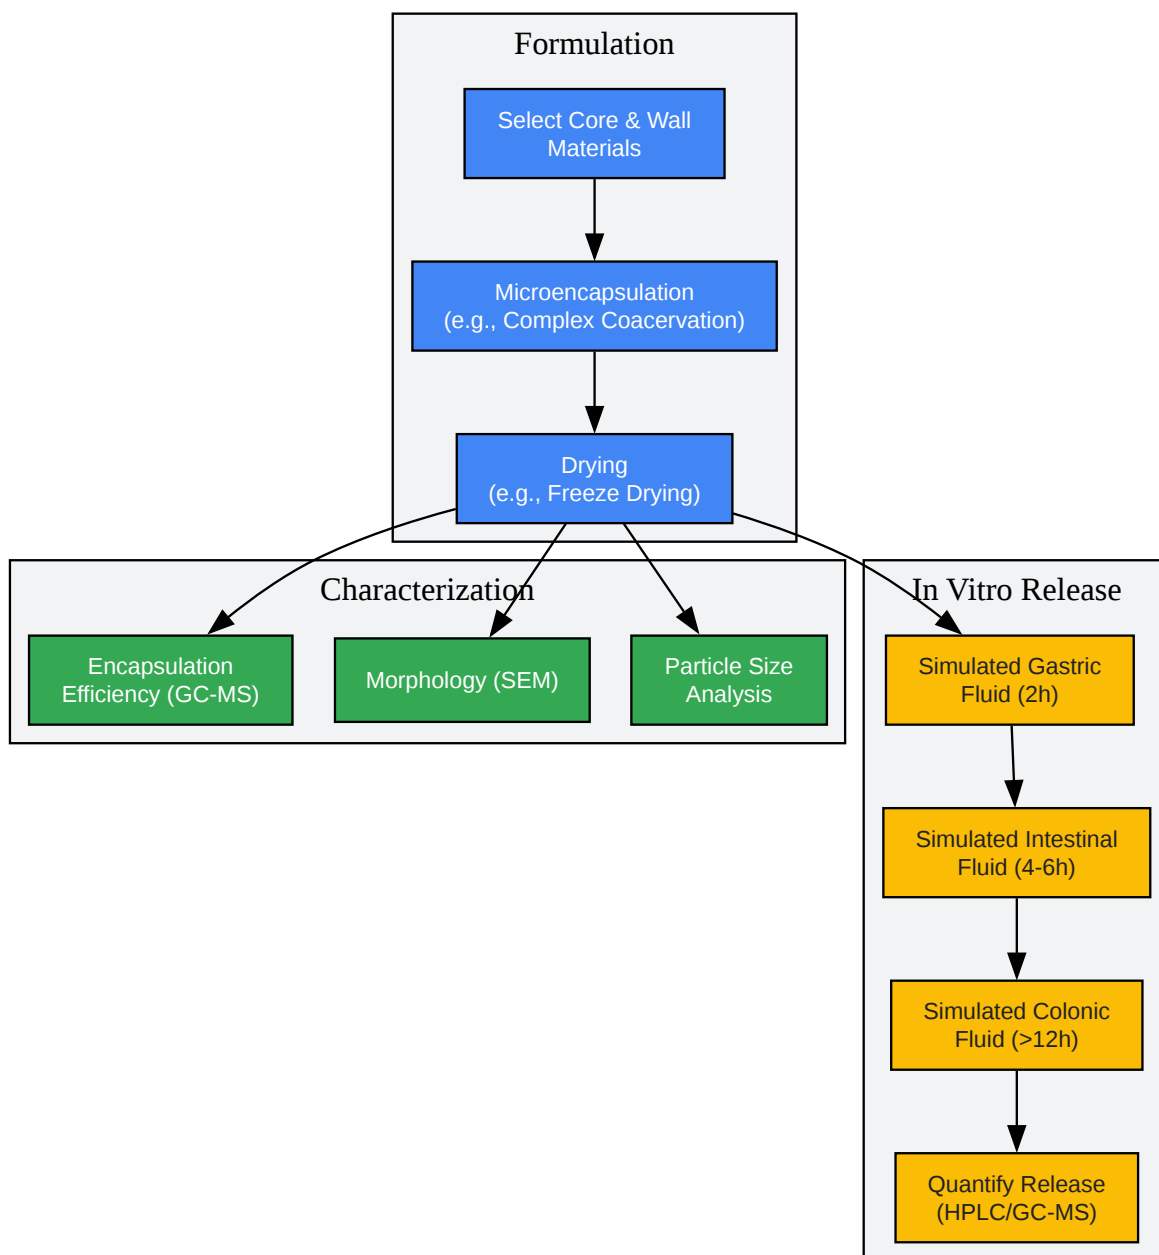 Formulation
Select Core & Wall
Materials
Microencapsulation
(e.g., Complex Coacervation)
Drying
(e.g., Freeze Drying)
Characterization
Encapsulation
Efficiency (GC-MS)
Morphology (SEM)
Particle Size
Analysis
In Vitro Release
Simulated Gastric
Fluid (2h)
Simulated Intestinal
Fluid (4-6h)
Simulated Colonic
Fluid (>12h)
Quantify Release
(HPLC/GC-MS)